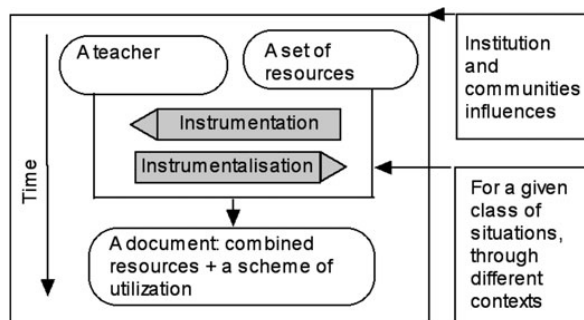 A teacher
A set of
resources
Institution
and
communities
influences
Instrumentation
Instrumentalisation
Time
For a given
class of
situations,
through
different
contexts
A document: combined
resources + a scheme of
utilization